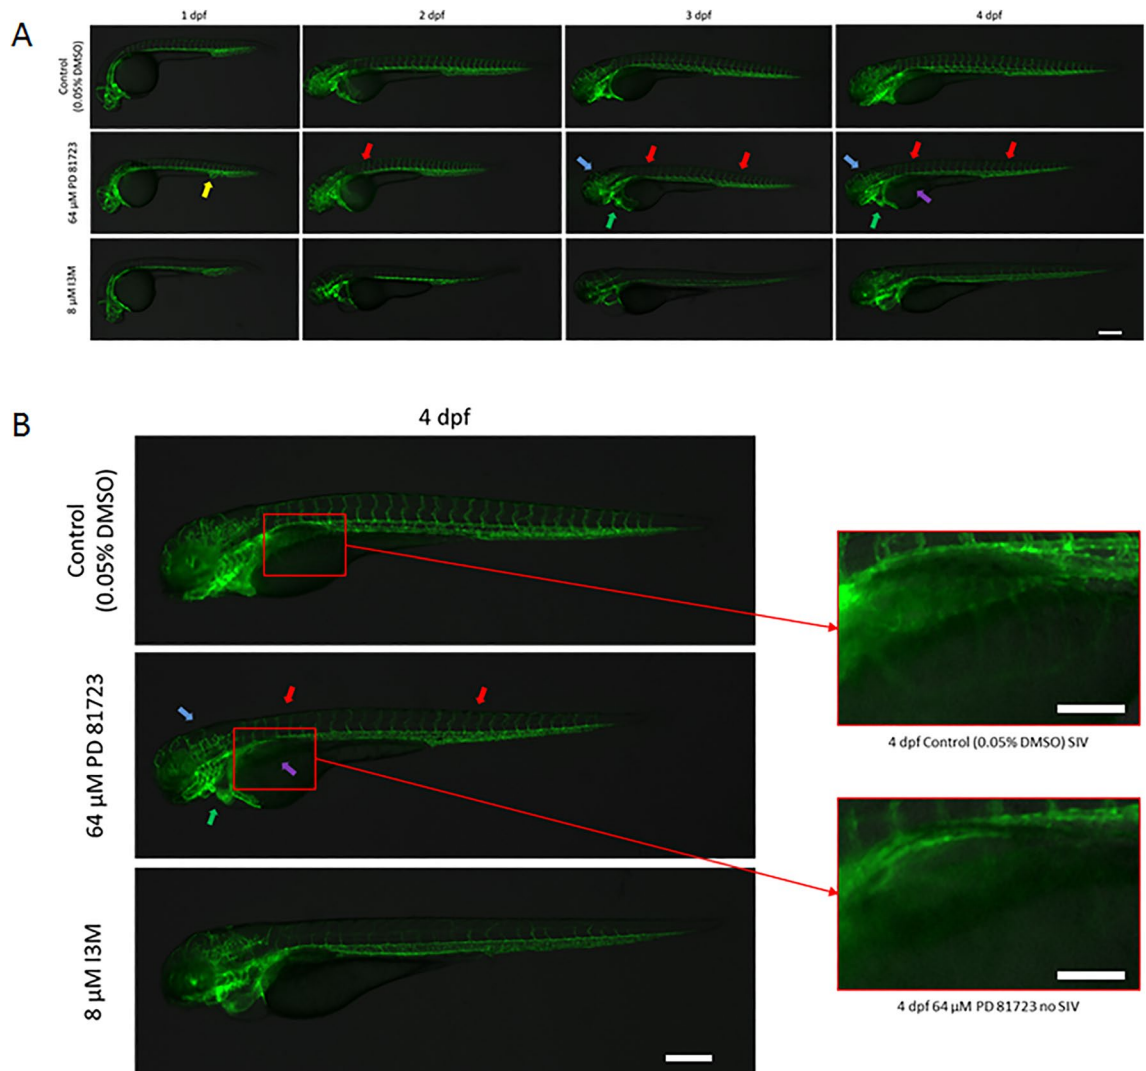 A
1 dpf
2 dpf
3 dpf
4 dpf
Control
(0.05% DMSO)
64 µM PD 81723
8 µM I3M
B
4 dpf
Control
(0.05% DMSO)
64 µM PD 81723
8 µM I3M
4 dpf Control (0.05% DMSO) SIV
4 dpf 64 µM PD 81723 no SIV